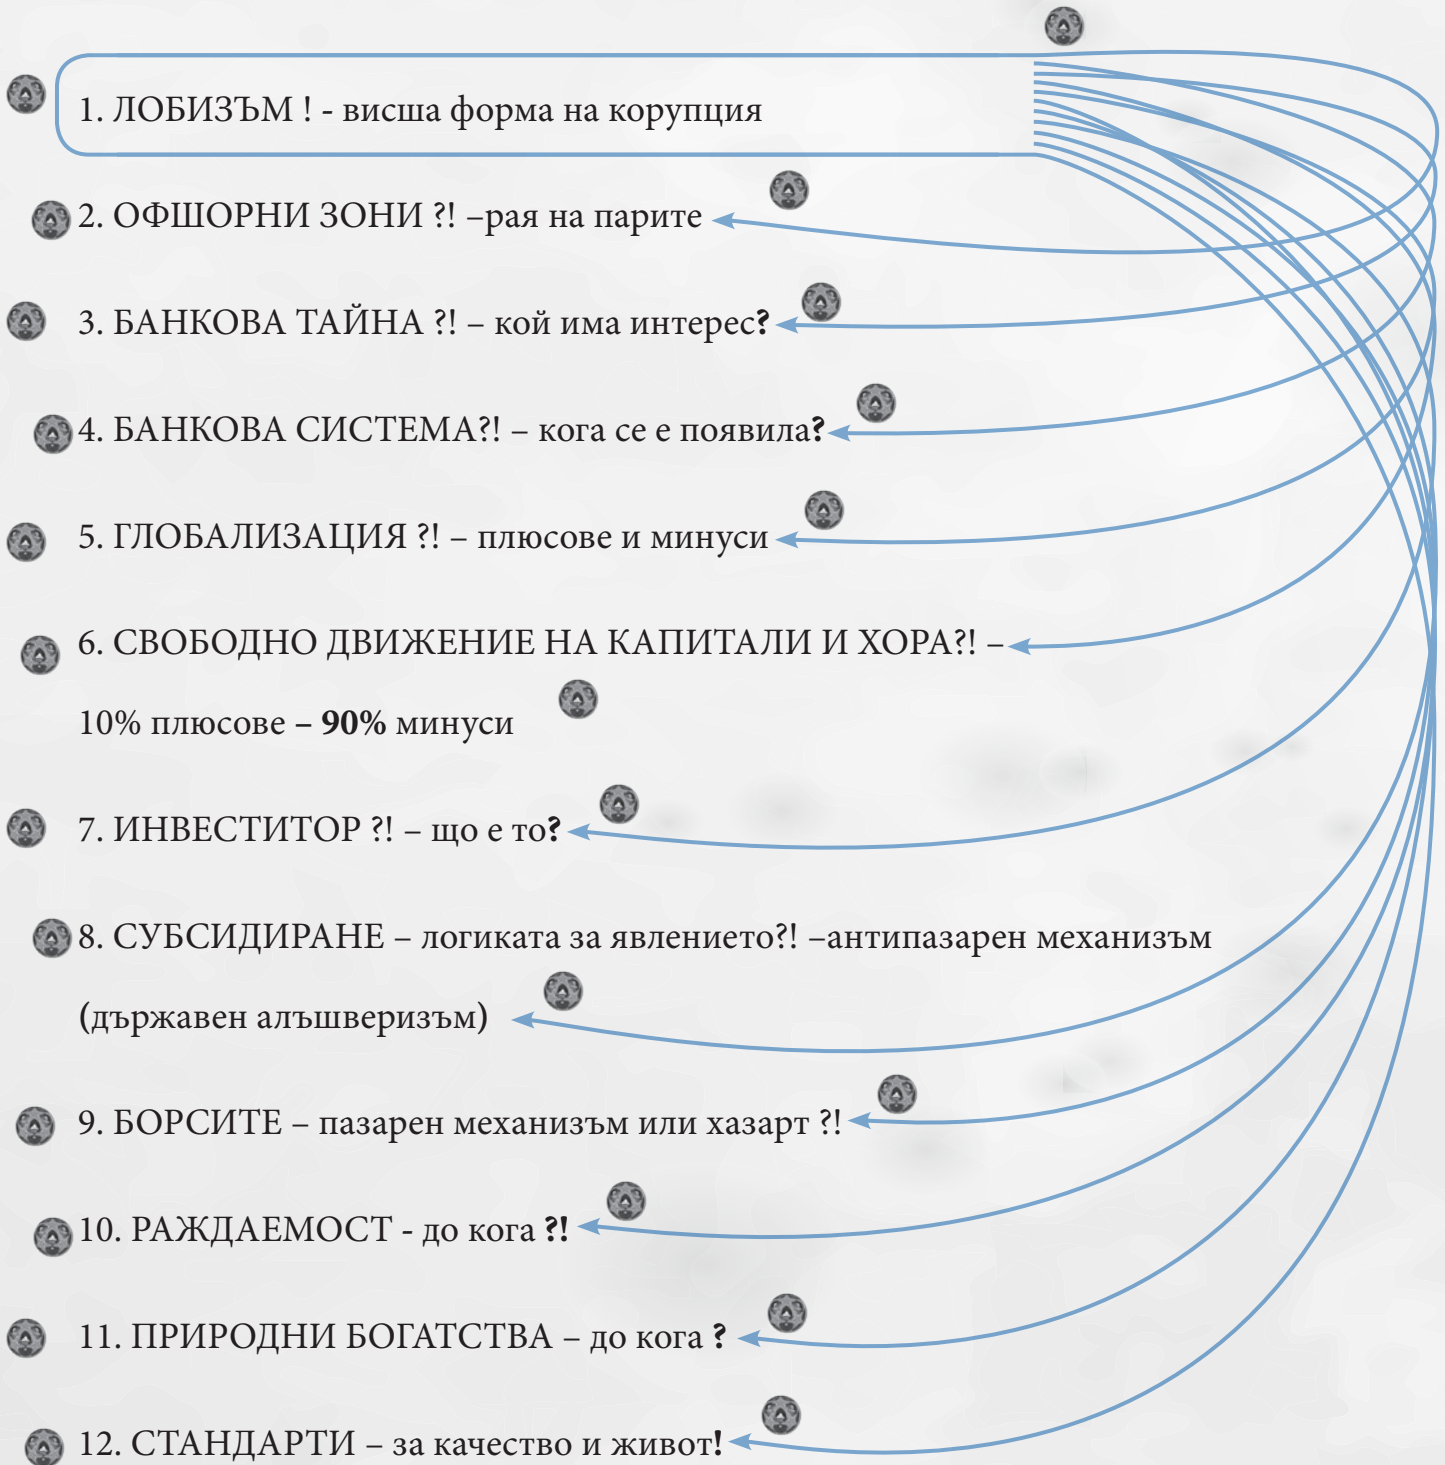 1. ЛОБИЗЪМ ! - висша форма на корупция
2. ОФШОРНИ ЗОНИ ?! –рая на парите
3. БАНКОВА ТАЙНА ?! – кой има интерес?
4. БАНКОВА СИСТЕМА?! – кога се е появила?
5. ГЛОБАЛИЗАЦИЯ ?! – плюсове и минуси
6. СВОБОДНО ДВИЖЕНИЕ НА КАПИТАЛИ И ХОРА?! –
10% плюсове – 90% минуси
7. ИНВЕСТИТОР ?! – що е то?
8. СУБСИДИРАНЕ – логиката за явлението?! –антипазарен механизъм
(държавен алъшверизъм)
9. БОРСИТЕ – пазарен механизъм или хазарт ?!
10. РАЖДАЕМОСТ - до кога ?!
11. ПРИРОДНИ БОГАТСТВА – до кога ?
12. СТАНДАРТИ – за качество и живот!